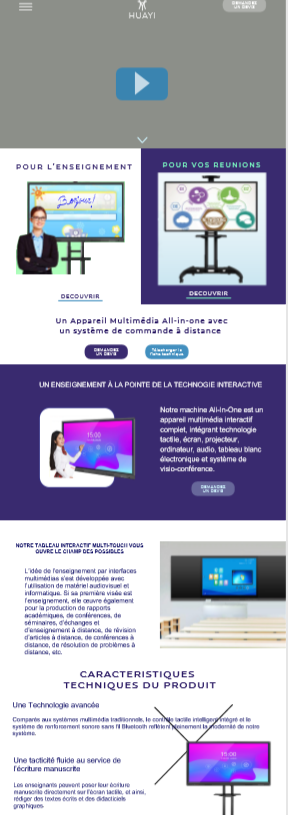 HUAYI
DEMANDEZ
UN DEVIS
POUR L'ENSEIGNEMENT
POUR VOS REUNIONS
Bonjour!
DECOUVRIR
DECOUVRIR
Un Appareil Multimédia All-in-one avec
un système de commande à distance
DEMANDEZ
UN DEVIS
Télécharger la
fiche technique
UN ENSEIGNEMENT À LA POINTE DE LA TECHNOGIE INTERACTIVE
Notre machine All-In-One est un
appareil multimédia interactif
complet, intégrant technologie
tactile, écran, projecteur,
ordinateur, audio, tableau blanc
électronique et système de
visio-conférence.
15:00
DEMANDEZ
UN DEVIS
NOTRE TABLEAU INTERACTIF MULTI-TOUCH VOUS
OUVRE LE CHAMP DES POSSIBLES
L'idée de l'enseignement par interfaces
multimédias s'est développée avec
l'utilisation de matériel audiovisuel et
informatique. Si sa première visée est
l'enseignement, elle œuvre également
pour la production de rapports
académiques, de conférences, de
séminaires, d'échanges et
d'enseignement à distance, de révision
d'articles à distance, de conférences à
distance, de résolution de problèmes à
distance, etc.
CARACTERISTIQUES
TECHNIQUES DU PRODUIT
Une Technologie avancée
Comparés aux systèmes multimédia traditionnels, le contrôle tactile intelligent intégré et le
système de renforcement sonore sans fil Bluetooth reflètent pleinement la modernité de notre
système.
Une tacticité fluide au service de
l'écriture manuscrite
Les enseignants peuvent poser leur écriture
manuscrite directement sur l'écran tactile, et ainsi,
rédiger des textes écrits et des didacticiels
graphiques.
15:00